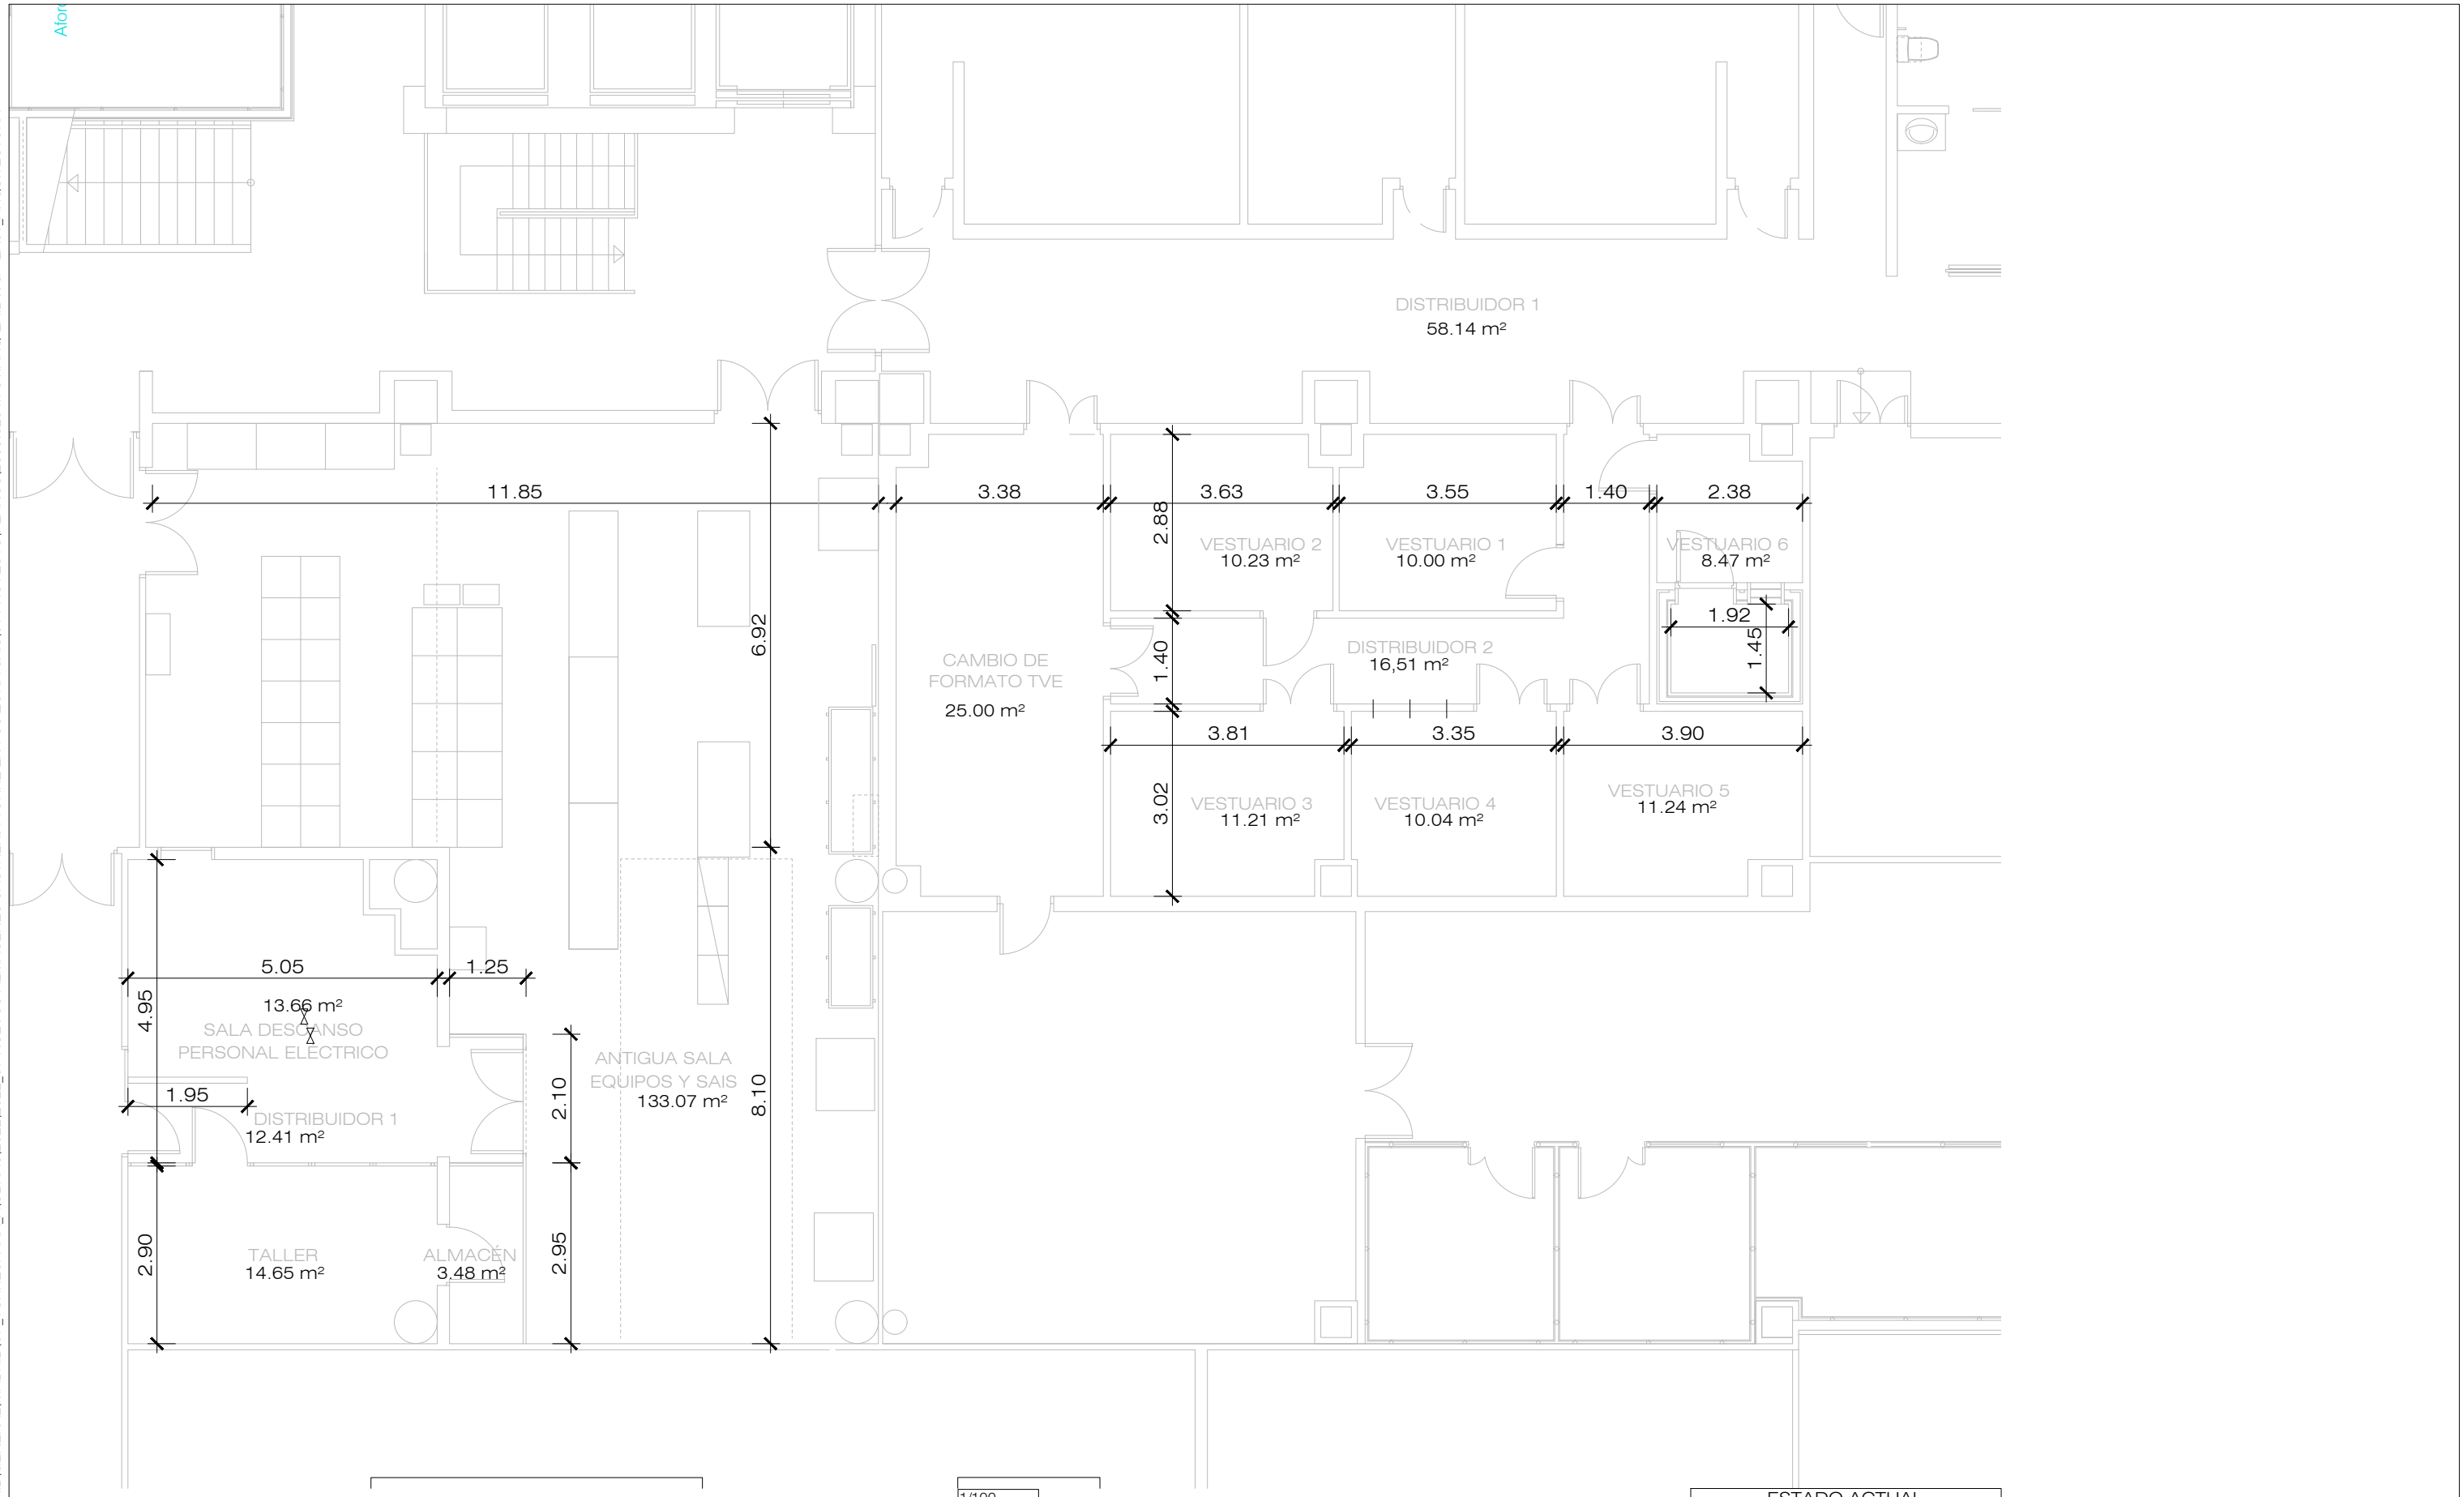 Afor
DISTRIBUIDOR 1
58.14 m²
11.85
3.38
3.63
3.55
1.40
2.38
2.88
VESTUARIO 2
10.23 m²
VESTUARIO 1
10.00 m²
VESTUARIO 6
8.47 m²
1.92
1.45
6.92
1.40
DISTRIBUIDOR 2
16,51 m²
CAMBIO DE
FORMATO TVE
25.00 m²
3.81
3.35
3.90
3.02
VESTUARIO 3
11.21 m²
VESTUARIO 4
10.04 m²
VESTUARIO 5
11.24 m²
5.05
1.25
4.95
13.66 m²
SALA DESCANSO
PERSONAL ELECTRICO
1.95
DISTRIBUIDOR 1
12.41 m²
2.10
ANTIGUA SALA
EQUIPOS Y SAIS
133.07 m²
8.10
2.90
TALLER
14.65 m²
ALMACÉN
3.48 m²
2.95
1/100
ESTADO ACTUAL